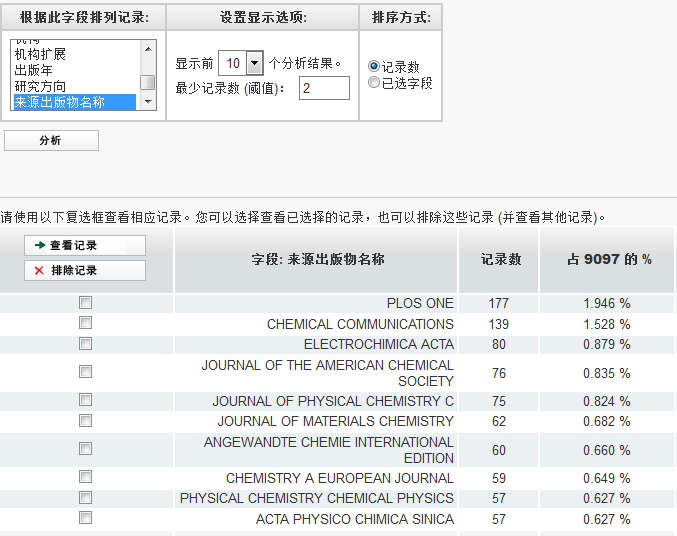 根据此字段排列记录:
设置显示选项:
排序方式:
机构扩展
出版年
研究方向
来源出版物名称
显示前 10 个分析结果。
最少记录数 (阈值): 2
记录数
已选字段
分析
请使用以下复选框查看相应记录。您可以选择查看已选择的记录，也可以排除这些记录 (并查看其他记录)。
查看记录
排除记录
字段: 来源出版物名称
记录数
占 9097 的 %
PLOS ONE 177 1.946 %
CHEMICAL COMMUNICATIONS 139 1.528 %
ELECTROCHIMICA ACTA 80 0.879 %
JOURNAL OF THE AMERICAN CHEMICAL
SOCIETY
76 0.835 %
JOURNAL OF PHYSICAL CHEMISTRY C 75 0.824 %
JOURNAL OF MATERIALS CHEMISTRY 62 0.682 %
ANGEWANDTE CHEMIE INTERNATIONAL
EDITION
60 0.660 %
CHEMISTRY A EUROPEAN JOURNAL 59 0.649 %
PHYSICAL CHEMISTRY CHEMICAL PHYSICS 57 0.627 %
ACTA PHYSICO CHIMICA SINICA 57 0.627 %